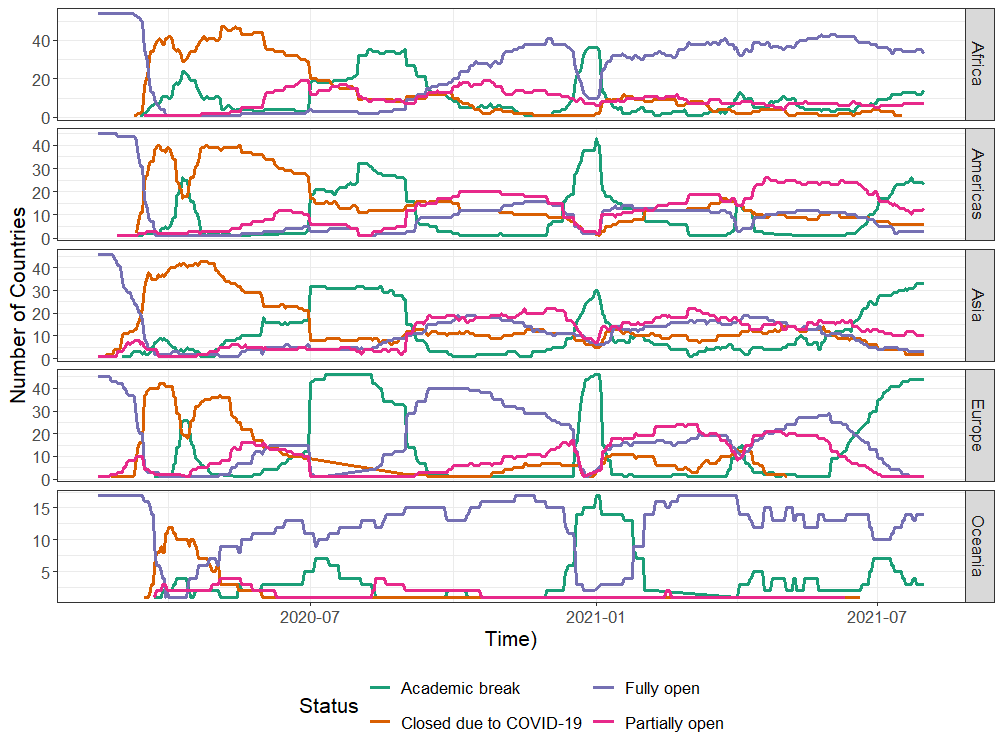 Number of Countries
40
20
0
Africa
40
30
20
10
0
Americas
40
30
20
10
0
Asia
40
30
20
10
0
Europe
15
10
5
Oceania
2020-07
2021-01
2021-07
Time)
Status
Academic break
Fully open
Closed due to COVID-19
Partially open